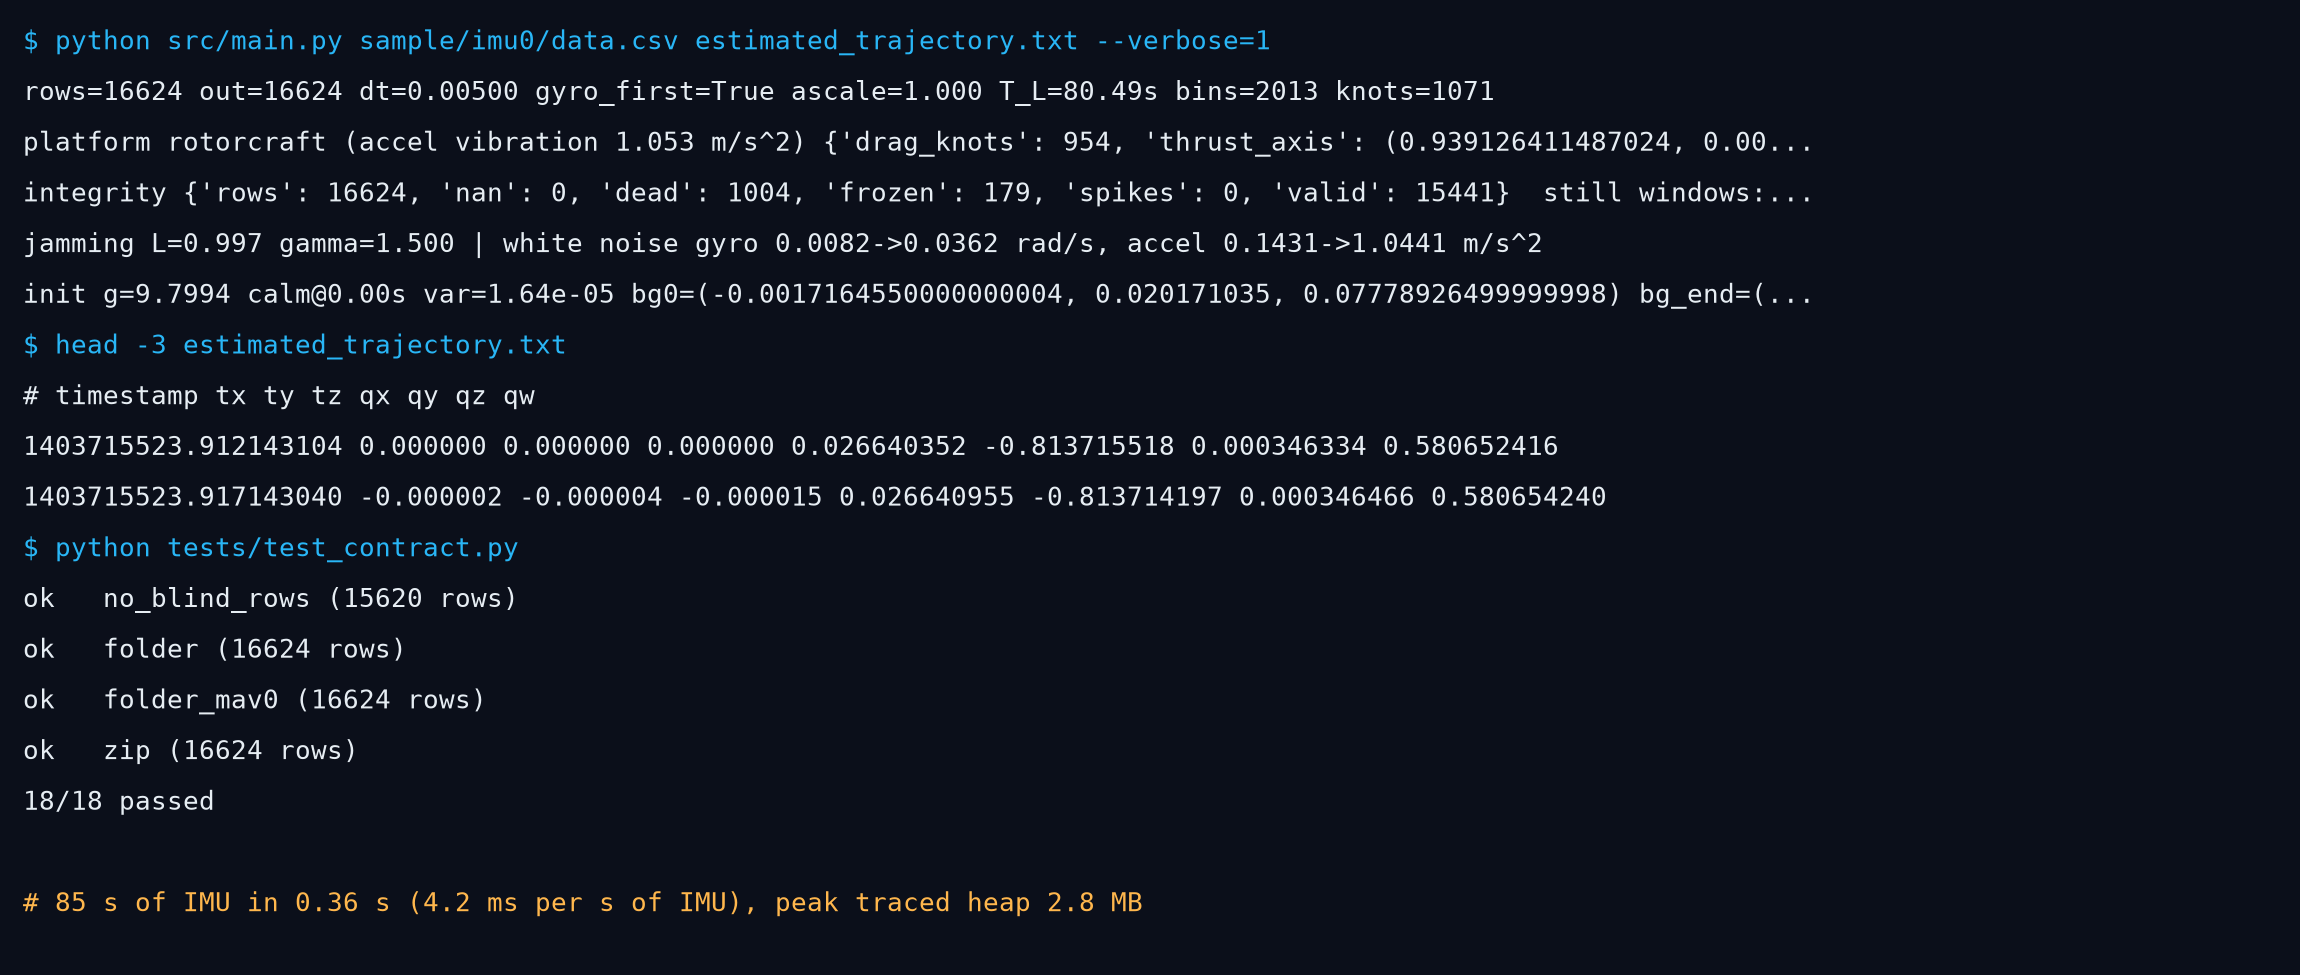 $ python src/main.py sample/imu0/data.csv estimated_trajectory.txt --verbose=1
rows=16624 out=16624 dt=0.00500 gyro_first=True ascale=1.000 T_L=80.49s bins=2013 knots=1071
platform rotorcraft (accel vibration 1.053 m/s^2) {'drag_knots': 954, 'thrust_axis': (0.939126411487024, 0.00...
integrity {'rows': 16624, 'nan': 0, 'dead': 1004, 'frozen': 179, 'spikes': 0, 'valid': 15441}  still windows:...
jamming L=0.997 gamma=1.500 | white noise gyro 0.0082->0.0362 rad/s, accel 0.1431->1.0441 m/s^2
init g=9.7994 calm@0.00s var=1.64e-05 bg0=(-0.0017164550000000004, 0.020171035, 0.07778926499999998) bg_end=(...
$ head -3 estimated_trajectory.txt
# timestamp tx ty tz qx qy qz qw
1403715523.912143104 0.000000 0.000000 0.000000 0.026640352 -0.813715518 0.000346334 0.580652416
1403715523.917143040 -0.000002 -0.000004 -0.000015 0.026640955 -0.813714197 0.000346466 0.580654240
$ python tests/test_contract.py
ok   no_blind_rows (15620 rows)
ok   folder (16624 rows)
ok   folder_mav0 (16624 rows)
ok   zip (16624 rows)
18/18 passed
# 85 s of IMU in 0.36 s (4.2 ms per s of IMU), peak traced heap 2.8 MB